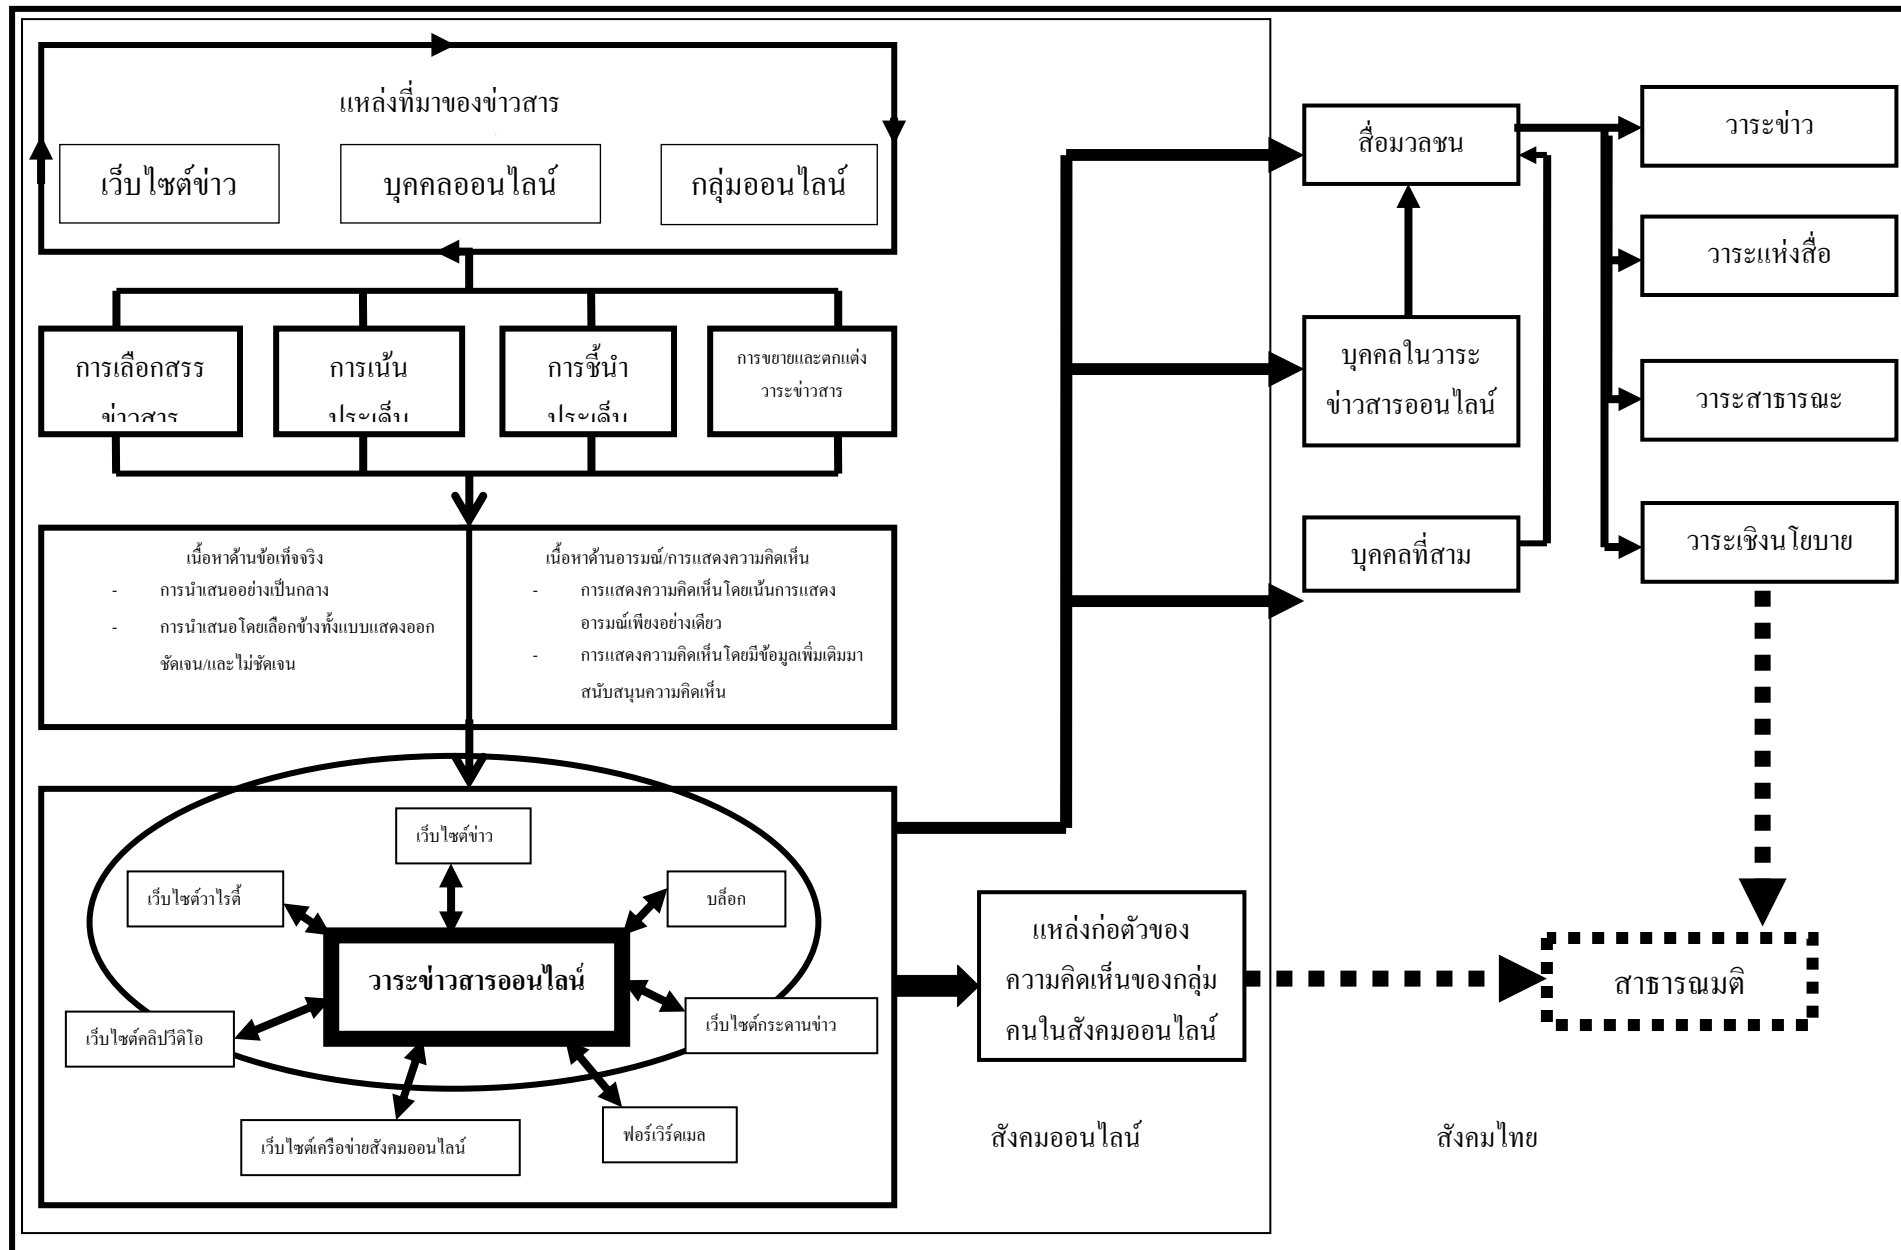 แหล่งที่มาของข่าวสาร
เว็บไซต์ข่าว
บุคคลออนไลน์
กลุ่มออนไลน์
การเลือกสรร
ข่าวสาร
การเน้น
ประเด็น
การชี้นำ
ประเด็น
การขยายและตกแต่ง
วาระข่าวสาร
เนื้อหาด้านข้อเท็จจริง
- การนำเสนออย่างเป็นกลาง
- การนำเสนอโดยเลือกข้างทั้งแบบแสดงออก
ชัดเจน/และไม่ชัดเจน
เนื้อหาด้านอารมณ์/การแสดงความคิดเห็น
- การแสดงความคิดเห็นโดยเน้นการแสดง
อารมณ์เพียงอย่างเดียว
- การแสดงความคิดเห็นโดยมีข้อมูลเพิ่มเติมมา
สนับสนุนความคิดเห็น
เว็บไซต์ข่าว
เว็บไซต์วาไรตี้
บล็อก
วาระข่าวสารออนไลน์
เว็บไซต์คลิปวีดิโอ
เว็บไซต์กระดานข่าว
เว็บไซต์เครือข่ายสังคมออนไลน์
ฟอร์เวิร์ดเมล
แหล่งก่อตัวของ
ความคิดเห็นของกลุ่ม
คนในสังคมออนไลน์
สังคมออนไลน์
สื่อมวลชน
บุคคลในวาระ
ข่าวสารออนไลน์
บุคคลที่สาม
วาระข่าว
วาระแห่งสื่อ
วาระสาธารณะ
วาระเชิงนโยบาย
สาธารณมติ
สังคมไทย